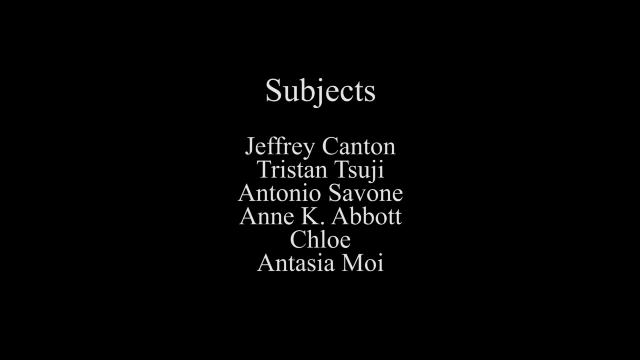 Subjects
Jeffrey Canton
Tristan Tsuji
Antonio Savone
Anne K. Abbott
Chloe
Antasia Moi